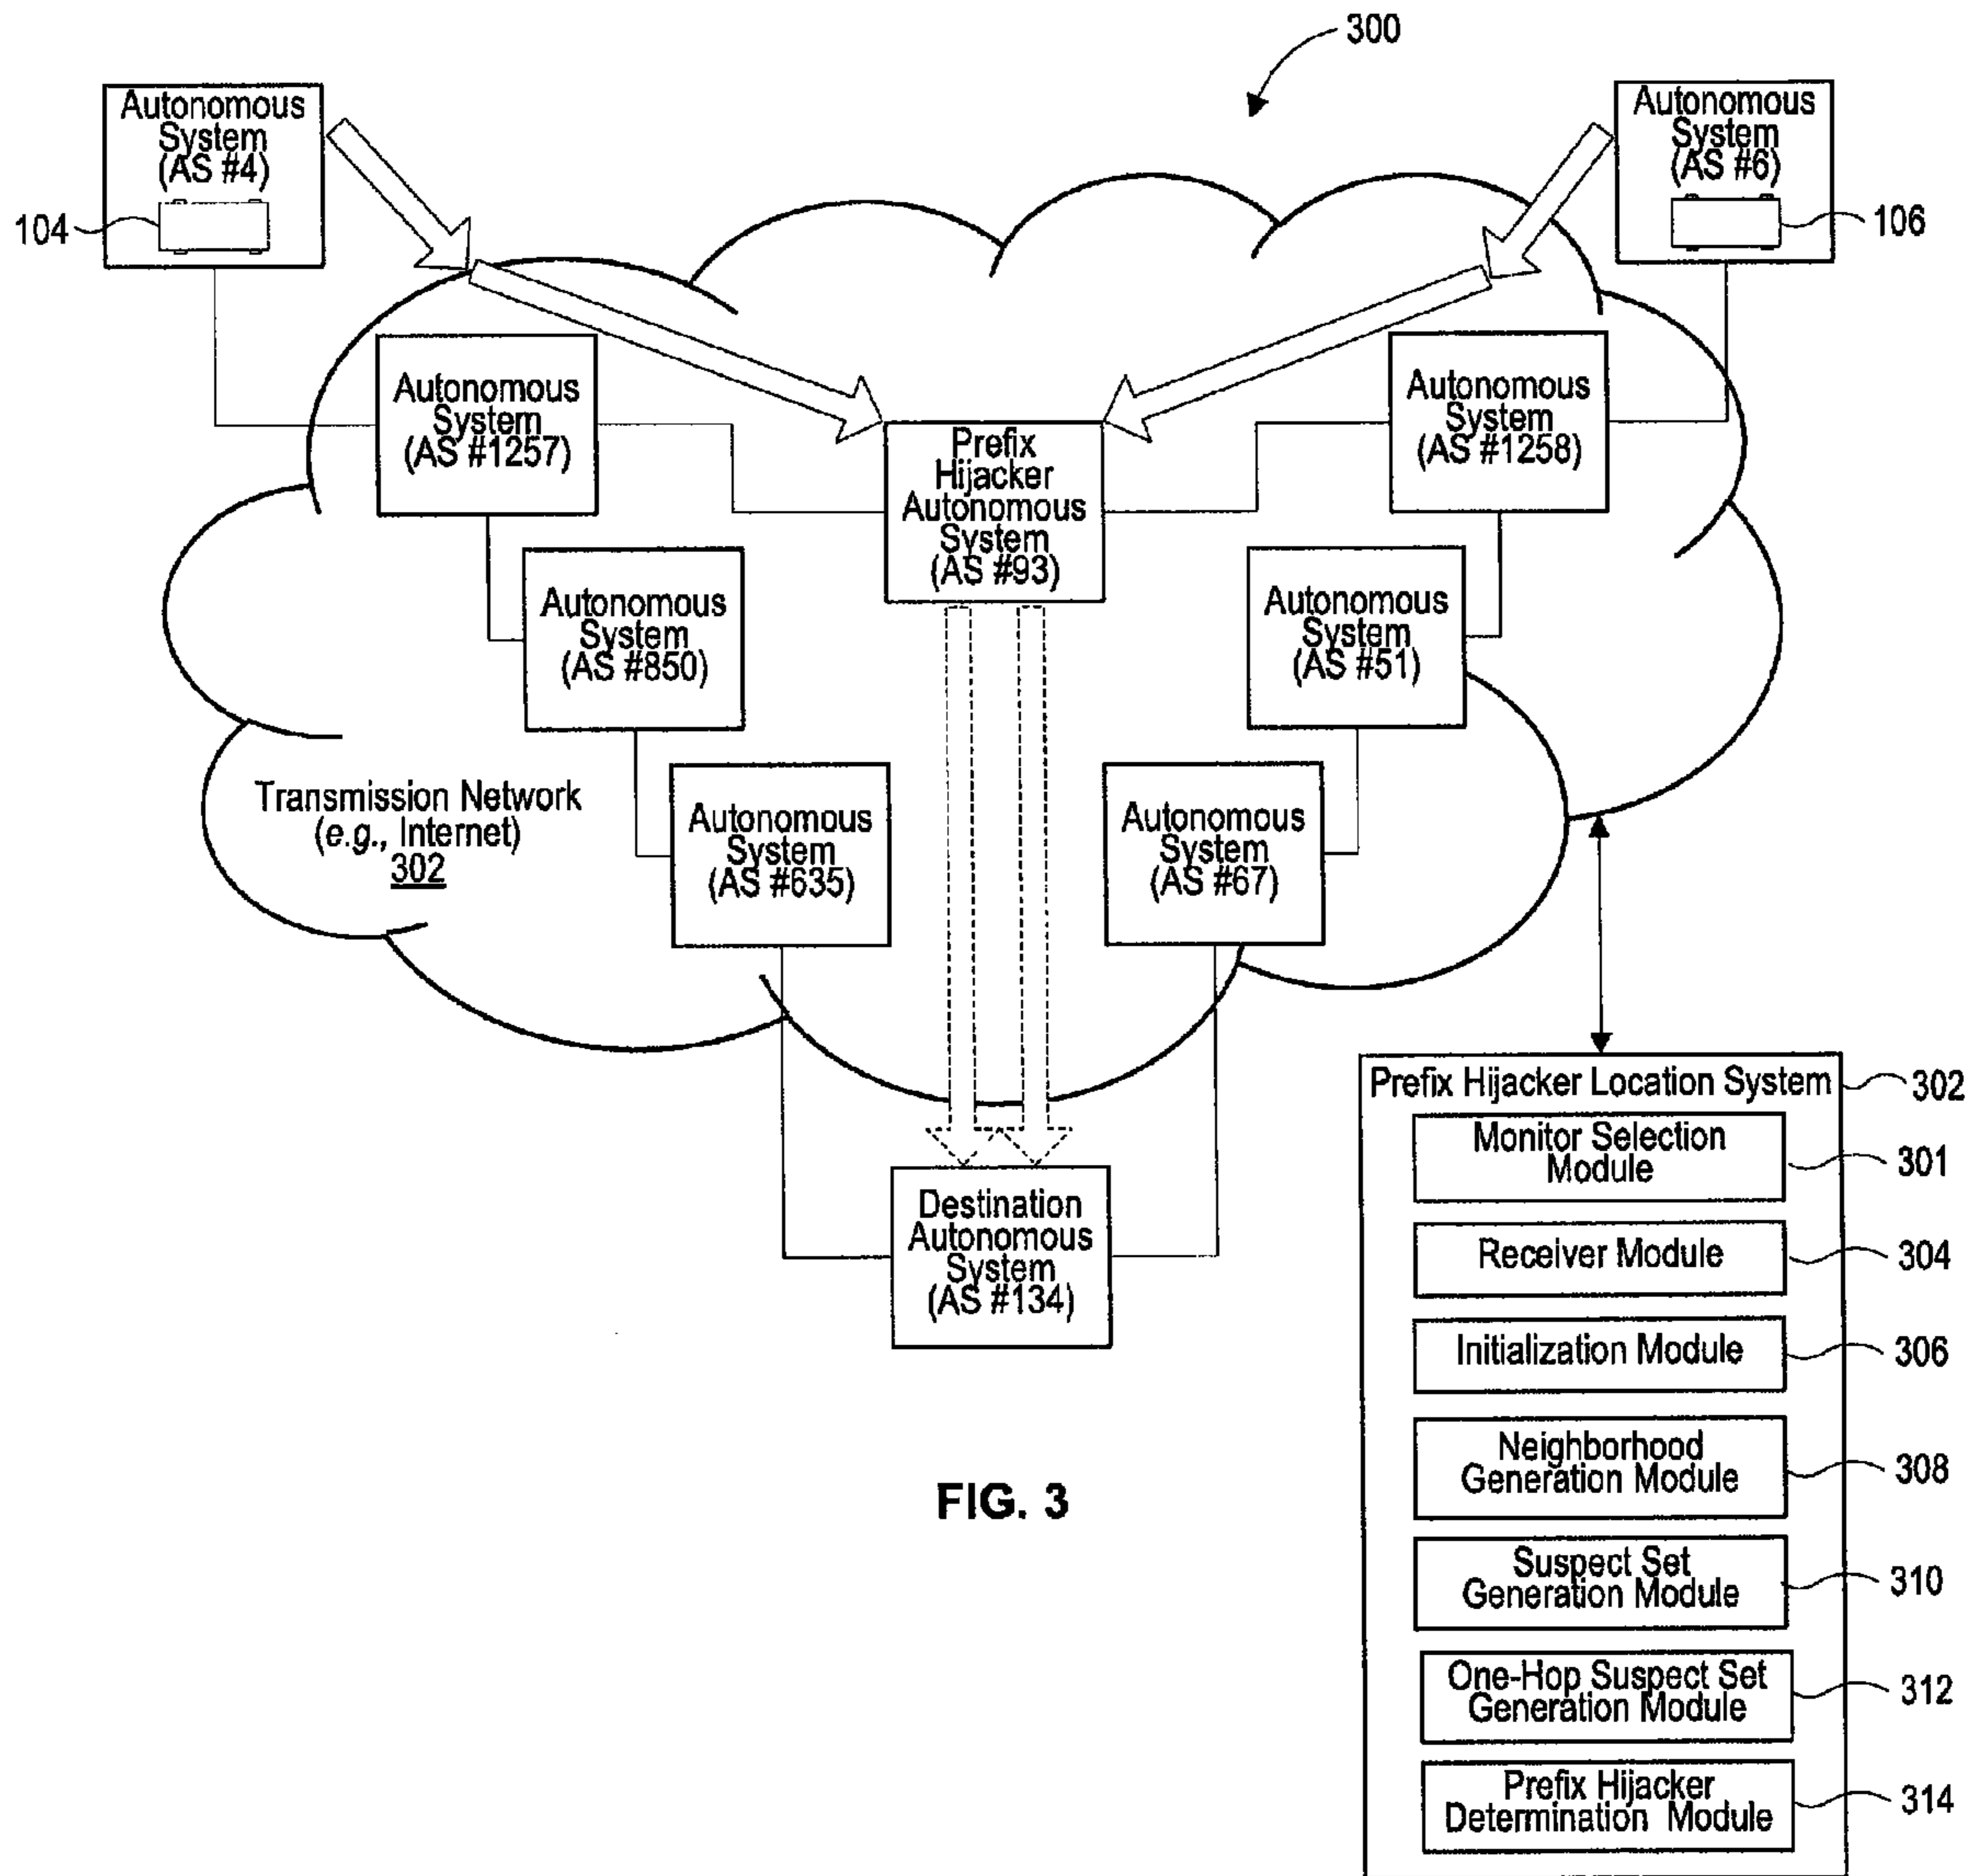 300
Autonomous
System
(AS #4)
104
Autonomous
System
(AS #6)
106
Autonomous
System
(AS #1257)
Prefix
Hijacker
Autonomous
System
(AS #93)
Autonomous
System
(AS #1258)
Autonomous
System
(AS #850)
Autonomous
System
(AS #51)
Transmission Network
(e.g., Internet)
302
Autonomous
System
(AS #635)
Autonomous
System
(AS #67)
Destination
Autonomous
System
(AS #134)
Prefix Hijacker Location System
302
Monitor Selection
Module
301
Receiver Module
304
Initialization Module
306
Neighborhood
Generation Module
308
Suspect Set
Generation Module
310
One-Hop Suspect Set
Generation Module
312
Prefix Hijacker
Determination Module
314
FIG. 3